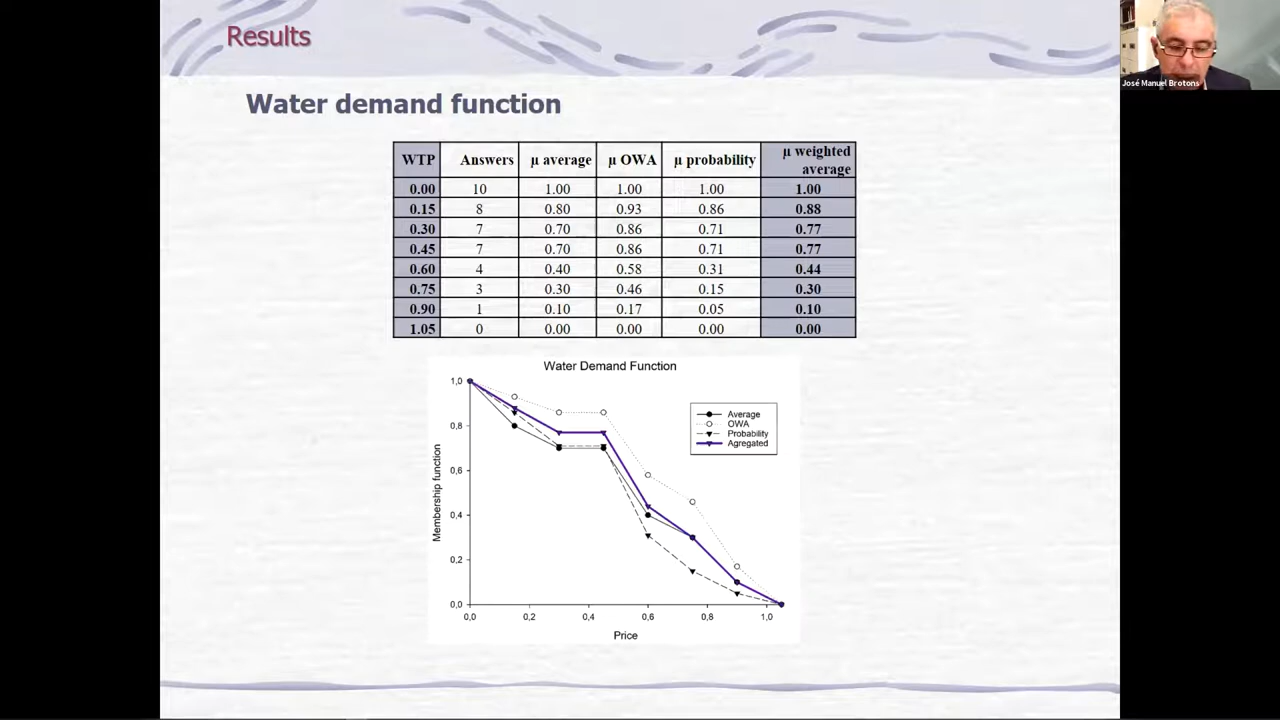 Results
José Manuel Brotons
Water demand function
WTP Answers μ average μ OWA μ probability μ weighted average
0.00 10 1.00 1.00 1.00 1.00
0.15 8 0.80 0.93 0.86 0.88
0.30 7 0.70 0.86 0.71 0.77
0.45 7 0.70 0.86 0.71 0.77
0.60 4 0.40 0.58 0.31 0.44
0.75 3 0.30 0.46 0.15 0.30
0.90 1 0.10 0.17 0.05 0.10
1.05 0 0.00 0.00 0.00 0.00
Water Demand Function
1,0
0,8
0,6
0,4
0,2
0,0
Membership function
Average
OWA
Probability
Agregated
0,0 0,2 0,4 0,6 0,8 1,0
Price